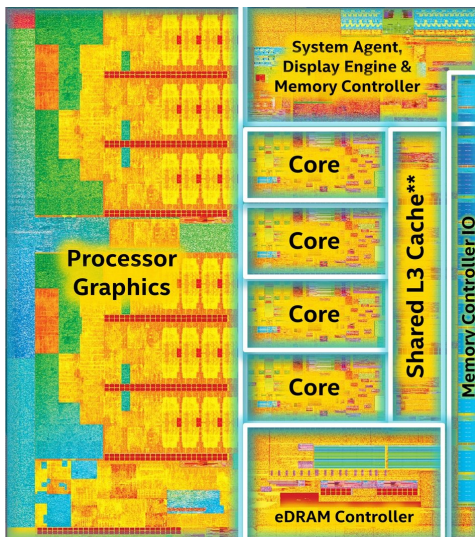 System Agent,
Display Engine &
Memory Controller
Core
Core
Core
Core
Processor
Graphics
Shared L3 Cache**
Memory Controller IO
eDRAM Controller